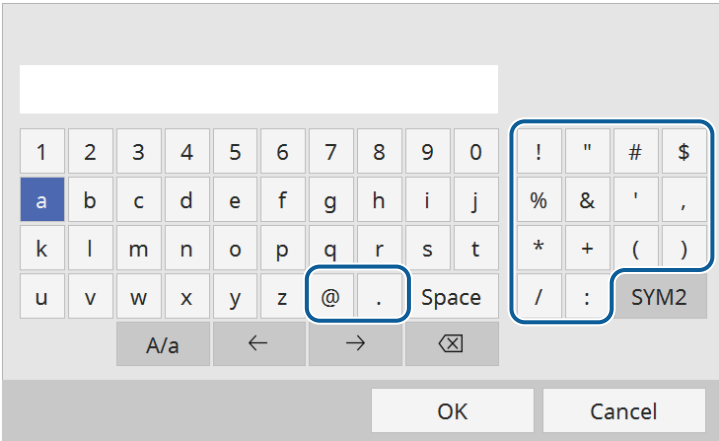 1 2 3 4 5 6 7 8 9 0 ! " # $
a b c d e f g h i j % & ' ,
k l m n o p q r s t * + ( )
u v w x y z @ . Space / : SYM2
A/a ← → ⌫
OK Cancel